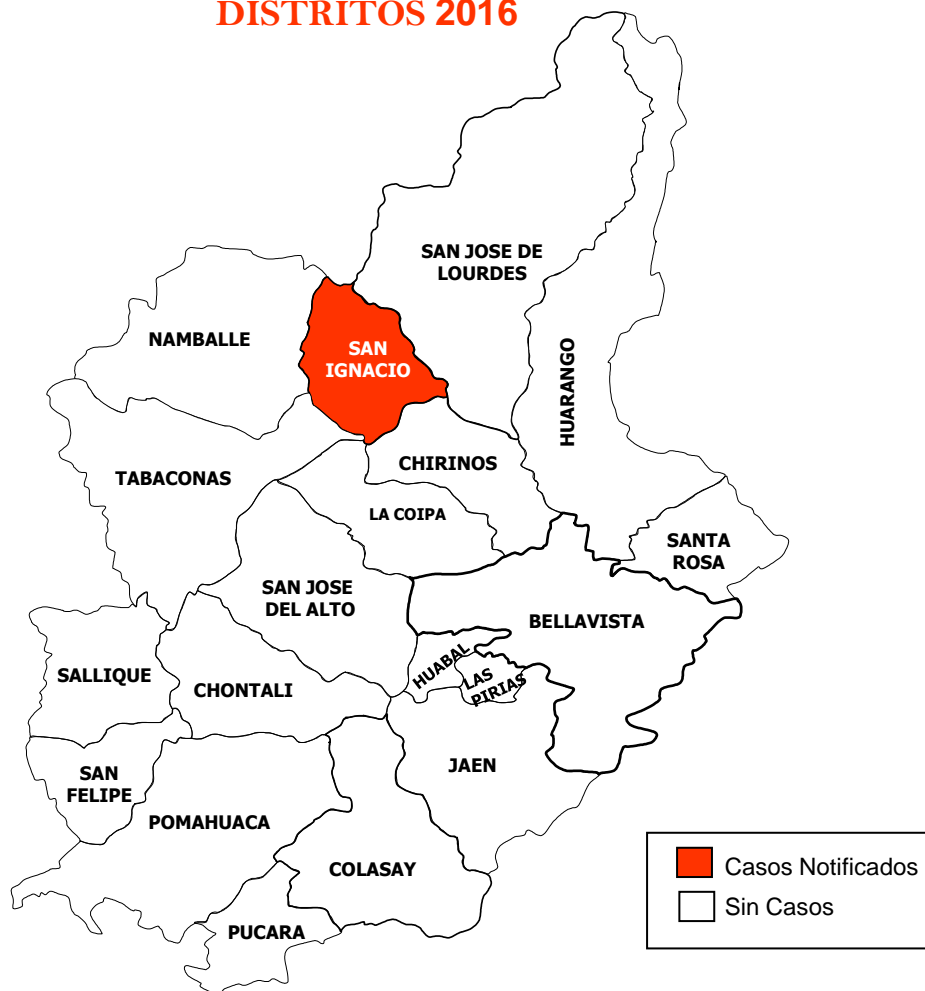 DISTRITOS 2016
SAN JOSE DE
LOURDES
NAMBALLE
SAN
IGNACIO
HUARANGO
CHIRINOS
TABACONAS
LA COIPA
SANTA
ROSA
SAN JOSE
DEL ALTO
BELLAVISTA
HUABAL
LAS
PIRIAS
SALLIQUE
CHONTALI
JAEN
SAN
FELIPE
POMAHUACA
COLASAY
PUCARA
Casos Notificados
Sin Casos